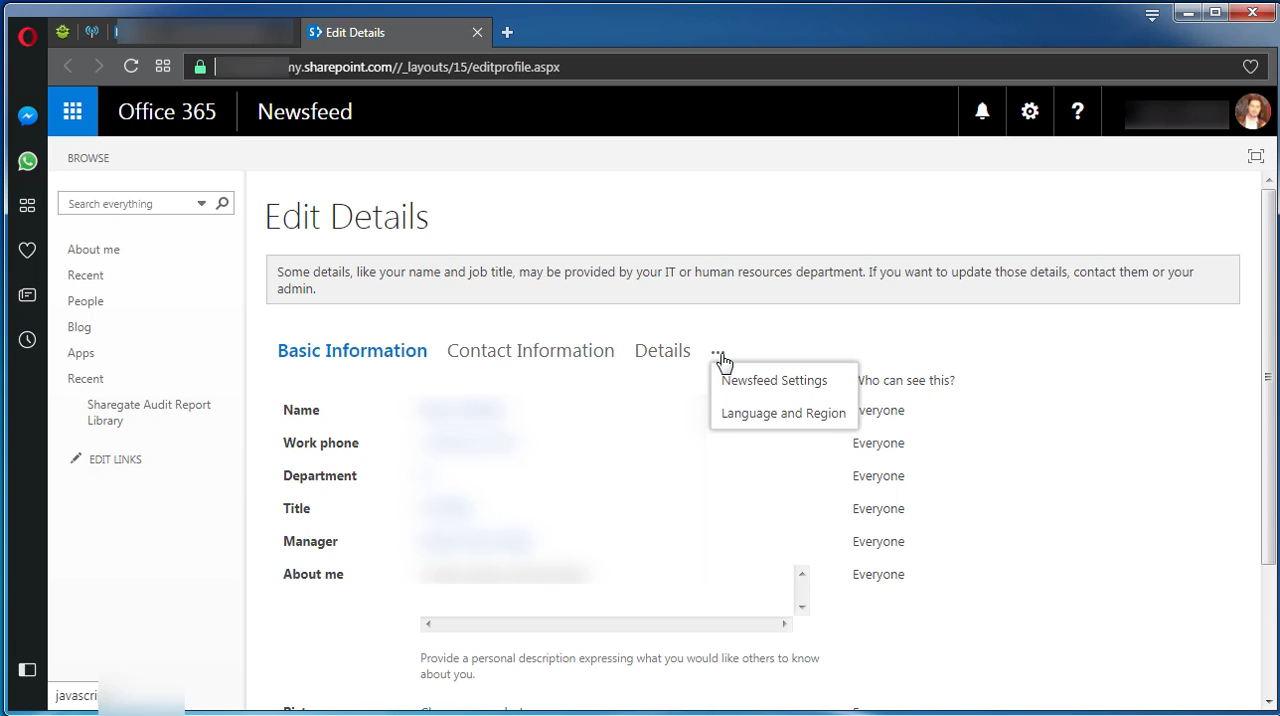 Edit Details
my.sharepoint.com//_layouts/15/editprofile.aspx
Office 365
Newsfeed
?
BROWSE
Search everything
About me
Recent
People
Blog
Apps
Recent
Sharegate Audit Report
Library
EDIT LINKS
Edit Details
Some details, like your name and job title, may be provided by your IT or human resources department. If you want to update those details, contact them or your
admin.
Basic Information Contact Information Details ...
Newsfeed Settings
Language and Region
Who can see this?
Name everyone
Work phone Everyone
Department Everyone
Title Everyone
Manager Everyone
About me Everyone
Provide a personal description expressing what you would like others to know
about you.
javascri